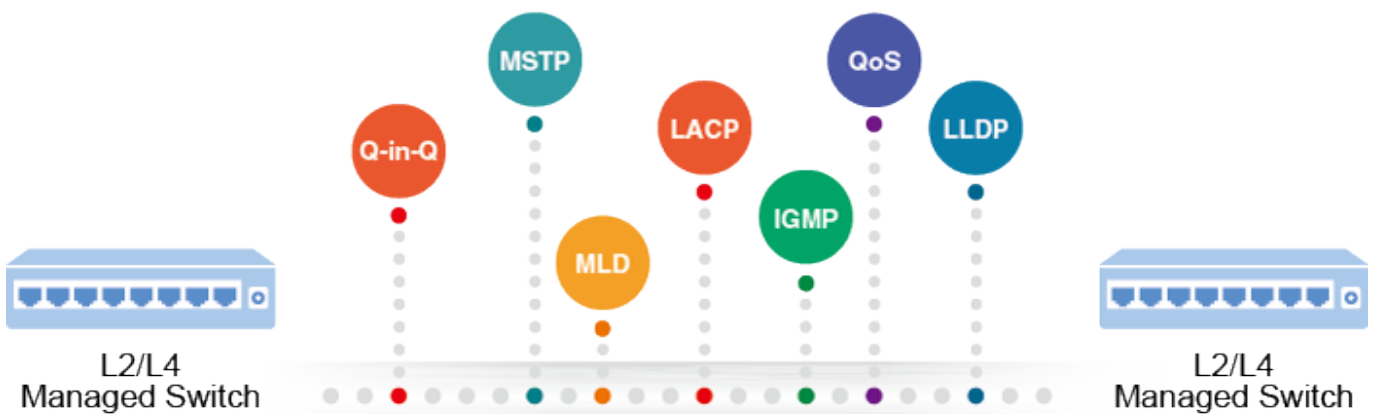 MSTP
QoS
Q-in-Q
LACP
LLDP
IGMP
MLD
L2/L4
Managed Switch
L2/L4
Managed Switch